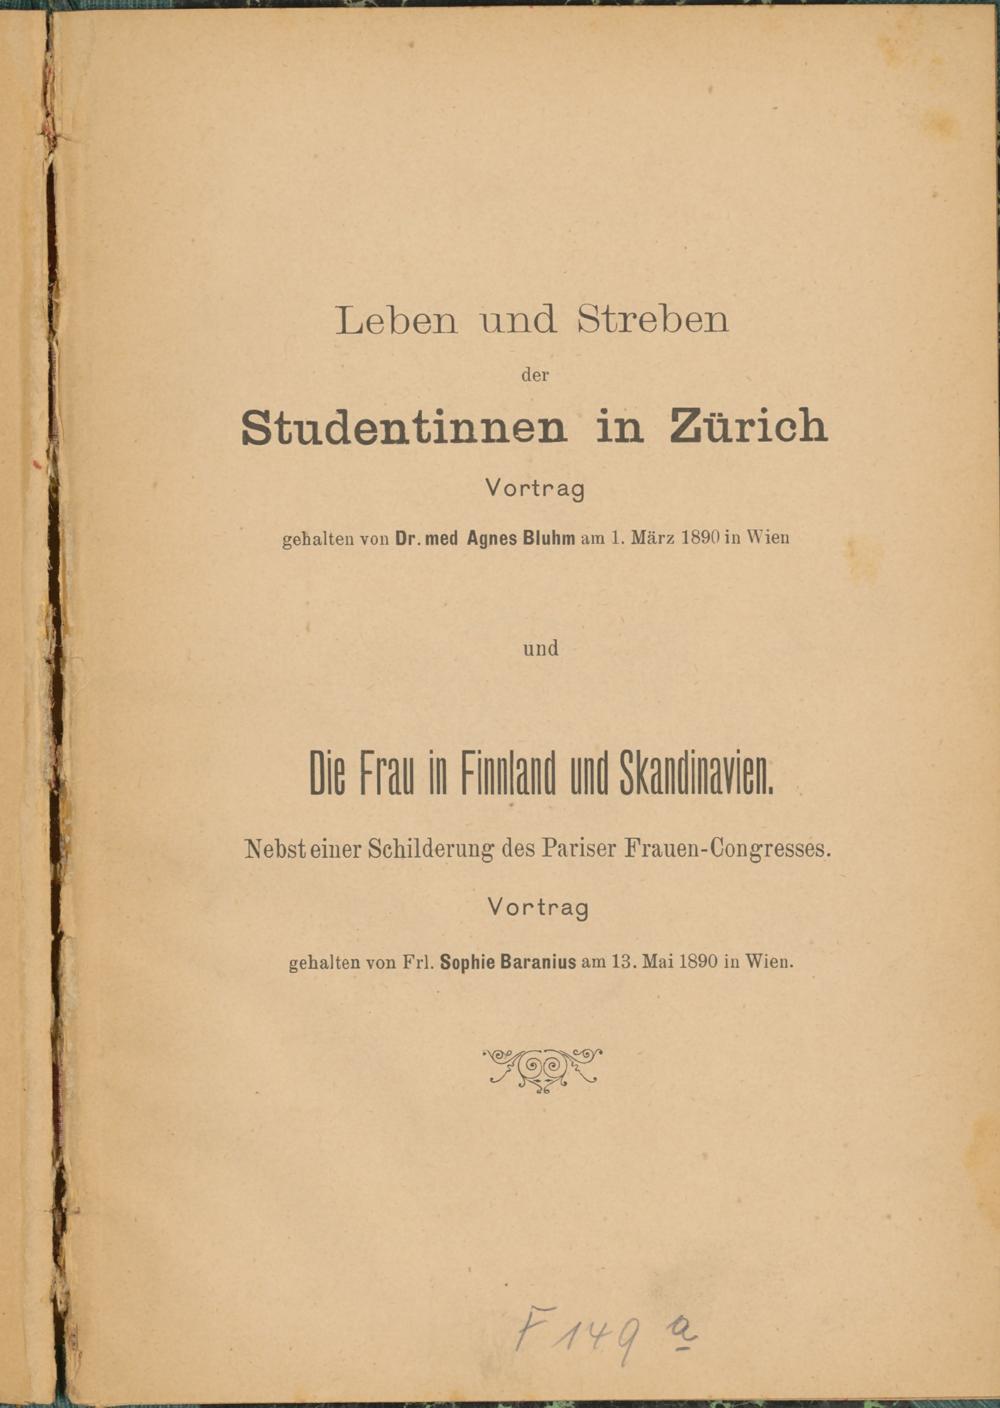 Leben und Streben
der
Studentinnen in Zürich
Vortrag
gehalten von Dr. med Agnes Bluhm am 1. März 1890 in Wien
und
Die Frau in Finnland und Skandinavien.
Nebst einer Schilderung des Pariser Frauen-Congresses.
Vortrag
gehalten von Frl. Sophie Baranius am 13. Mai 1890 in Wien.
F 149 a